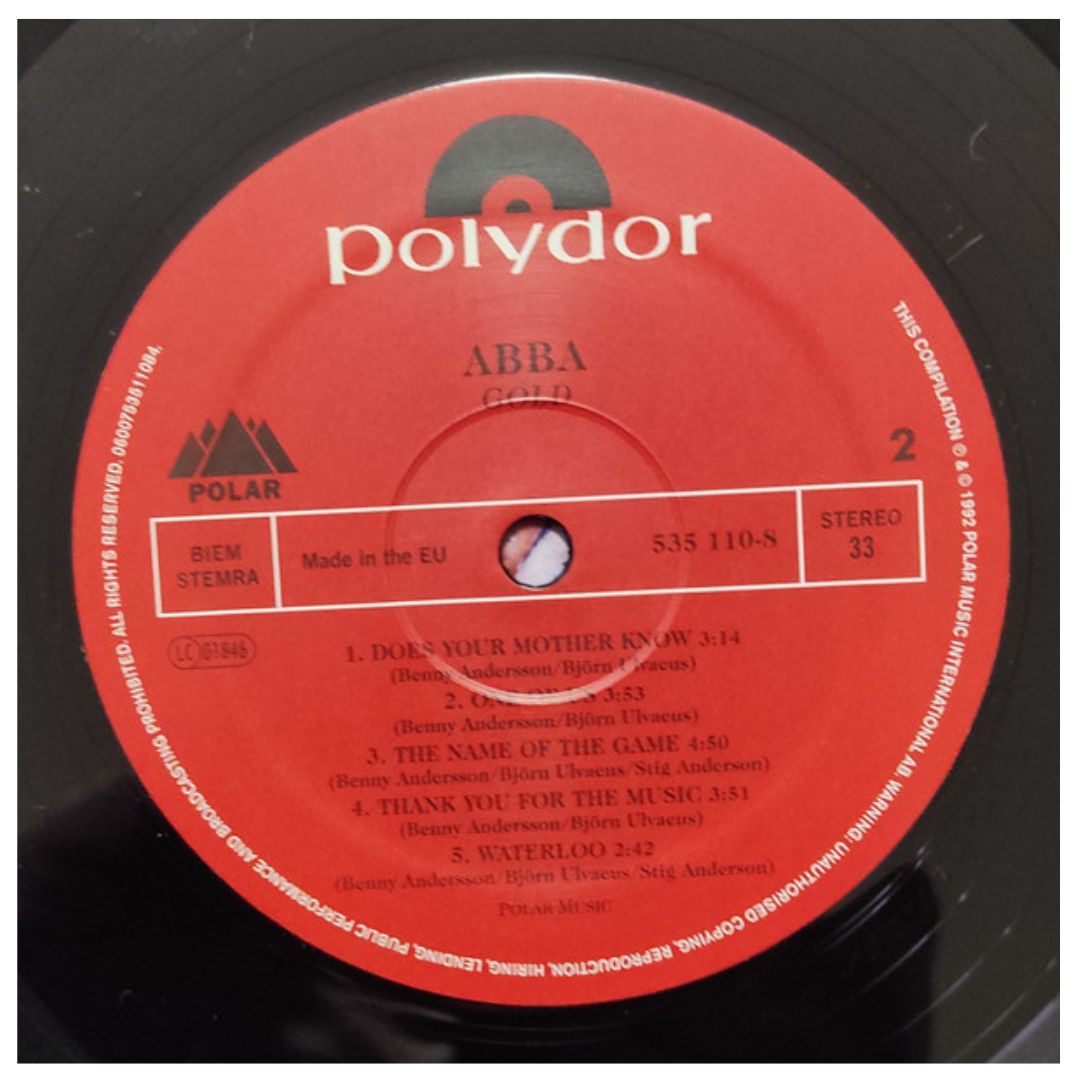 polydor
ABBA
GOLD
2
POLAR
BIEM
STEMRA
Made in the EU
535 110-8
STEREO
33
LC 01846
1. DOES YOUR MOTHER KNOW 3:14
(Benny Andersson/Björn Ulvaeus)
2. ONE OF US 3:53
(Benny Andersson/Björn Ulvaeus)
3. THE NAME OF THE GAME 4:50
(Benny Andersson/Björn Ulvaeus/Stig Anderson)
4. THANK YOU FOR THE MUSIC 3:51
(Benny Andersson/Björn Ulvaeus)
5. WATERLOO 2:42
(Benny Andersson/Björn Ulvaeus/Stig Anderson)
POLAR MUSIC
THIS COMPILATION ℗ & © 1992 POLAR MUSIC INTERNATIONAL AB. WARNING: UNAUTHORISED COPYING, REPRODUCTION, HIRING, LENDING, PUBLIC PERFORMANCE AND BROADCASTING PROHIBITED. ALL RIGHTS RESERVED. 0600753511084.